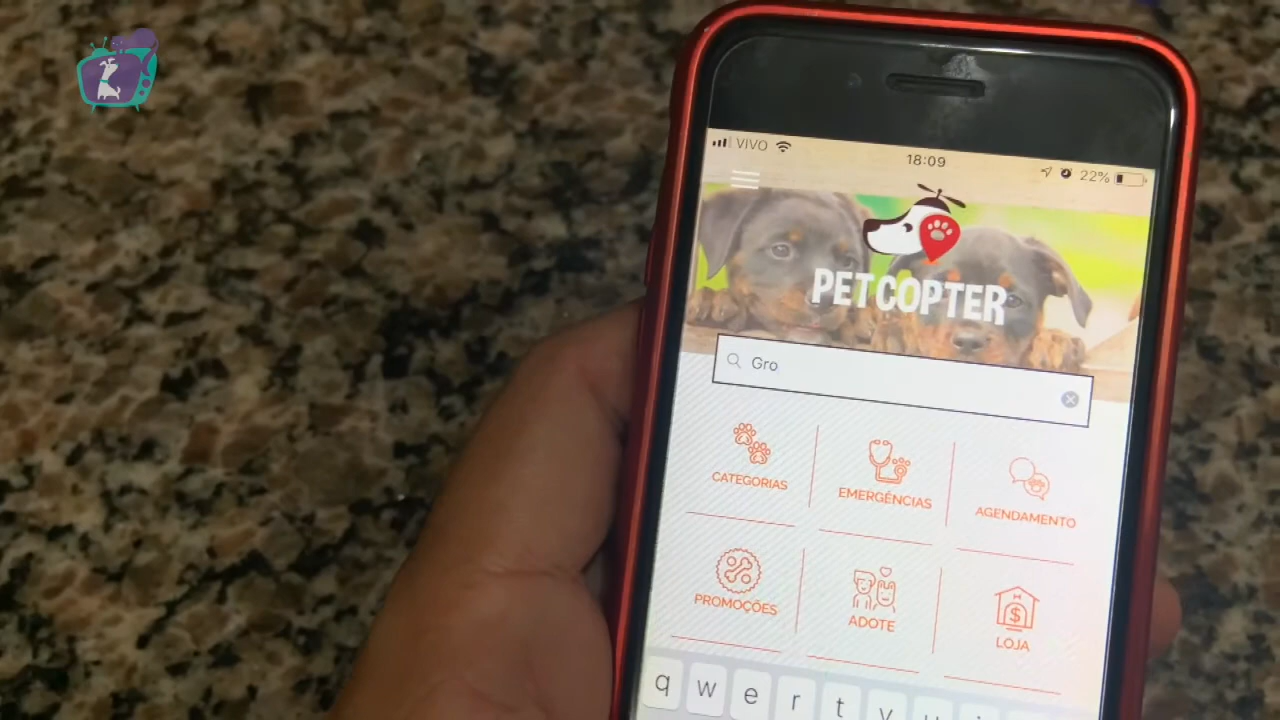 VIVO 18:09 22%
PETCOPTER
Gro
CATEGORIAS EMERGÊNCIAS AGENDAMENTO
PROMOÇÕES ADOTE LOJA
q w e r t y